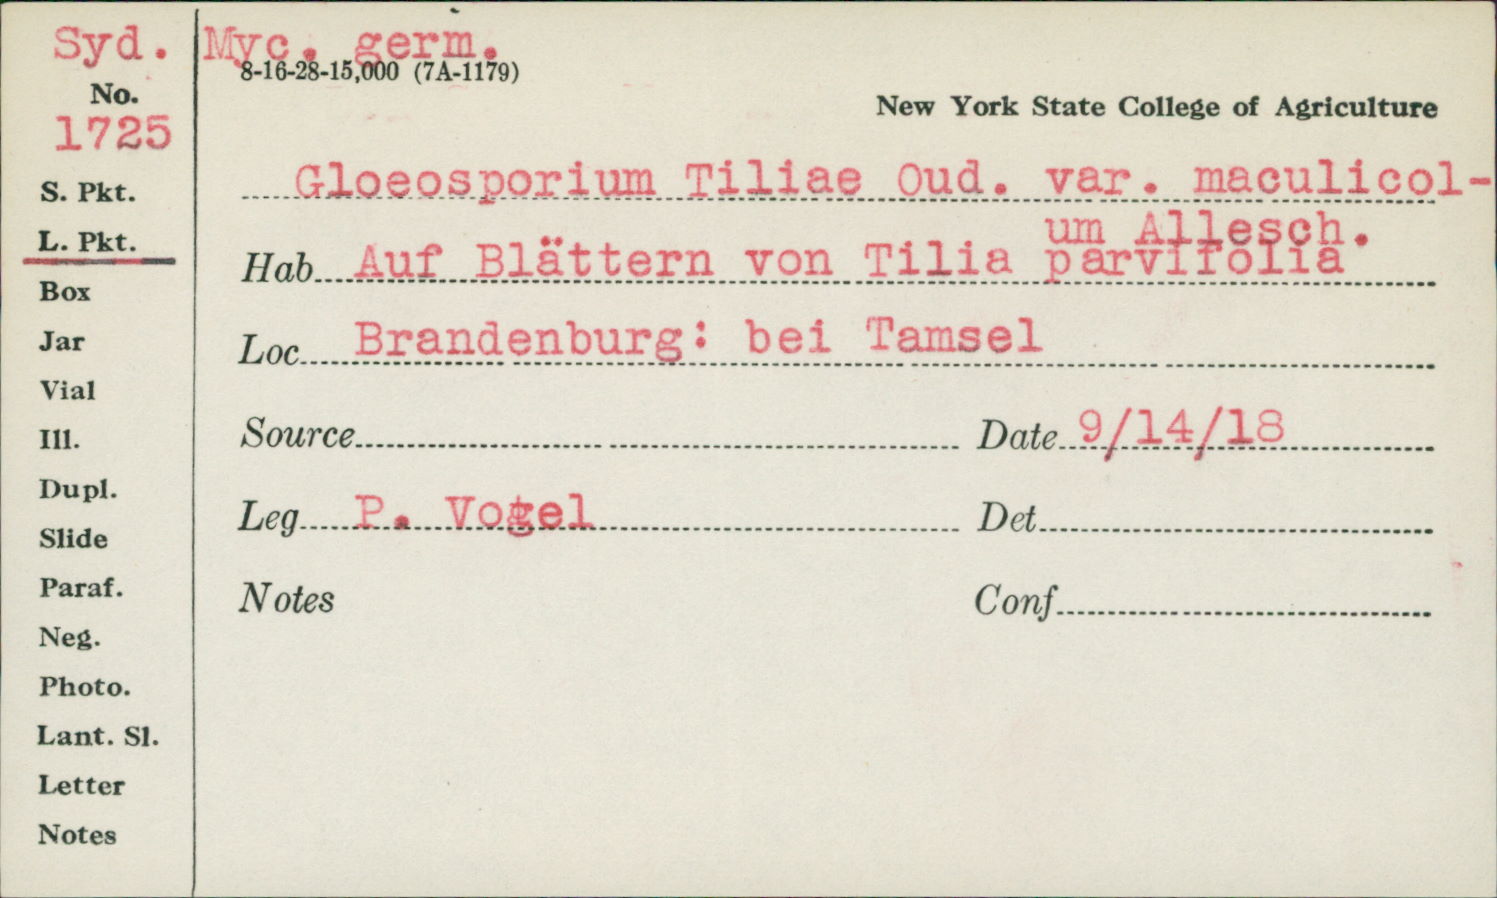 Syd. Myc. germ.
8-16-28-15,000 (7A-1179)
No.
1725
New York State College of Agriculture
S. Pkt.
Gloeosporium Tiliae Oud. var. maculicol-
um Allesch.
L. Pkt.
Hab Auf Blättern von Tilia parvifolia
Box
Jar
Loc Brandenburg: bei Tamsel
Vial
Ill.
Source Date 9/14/18
Dupl.
Leg P. Vogel Det
Slide
Paraf.
Notes Conf
Neg.
Photo.
Lant. Sl.
Letter
Notes